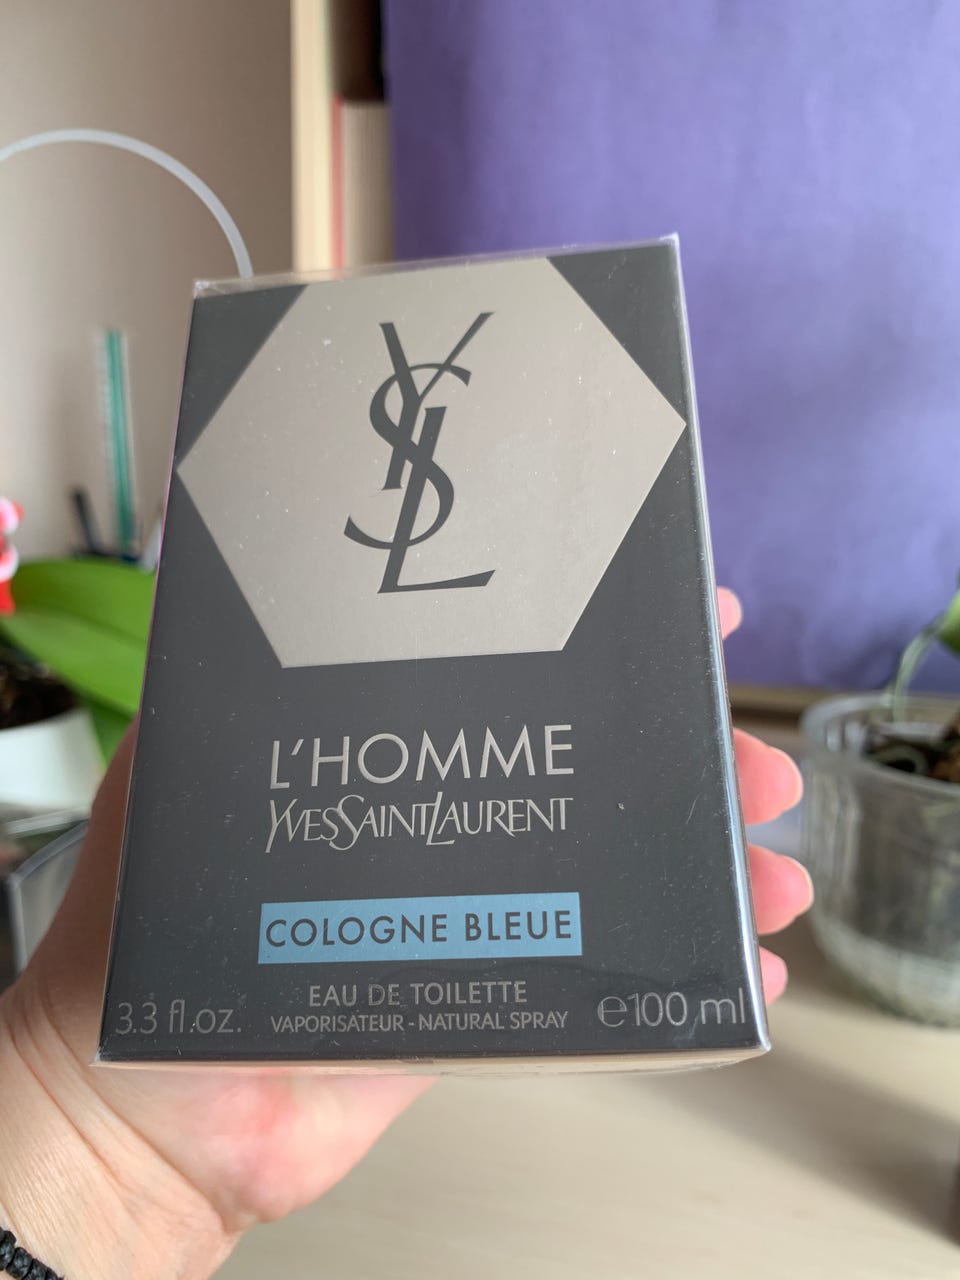 YSL
L'HOMME
YVESSAINTLAURENT
COLOGNE BLEUE
EAU DE TOILETTE
3.3 fl.oz. VAPORISATEUR - NATURAL SPRAY ℮100 ml